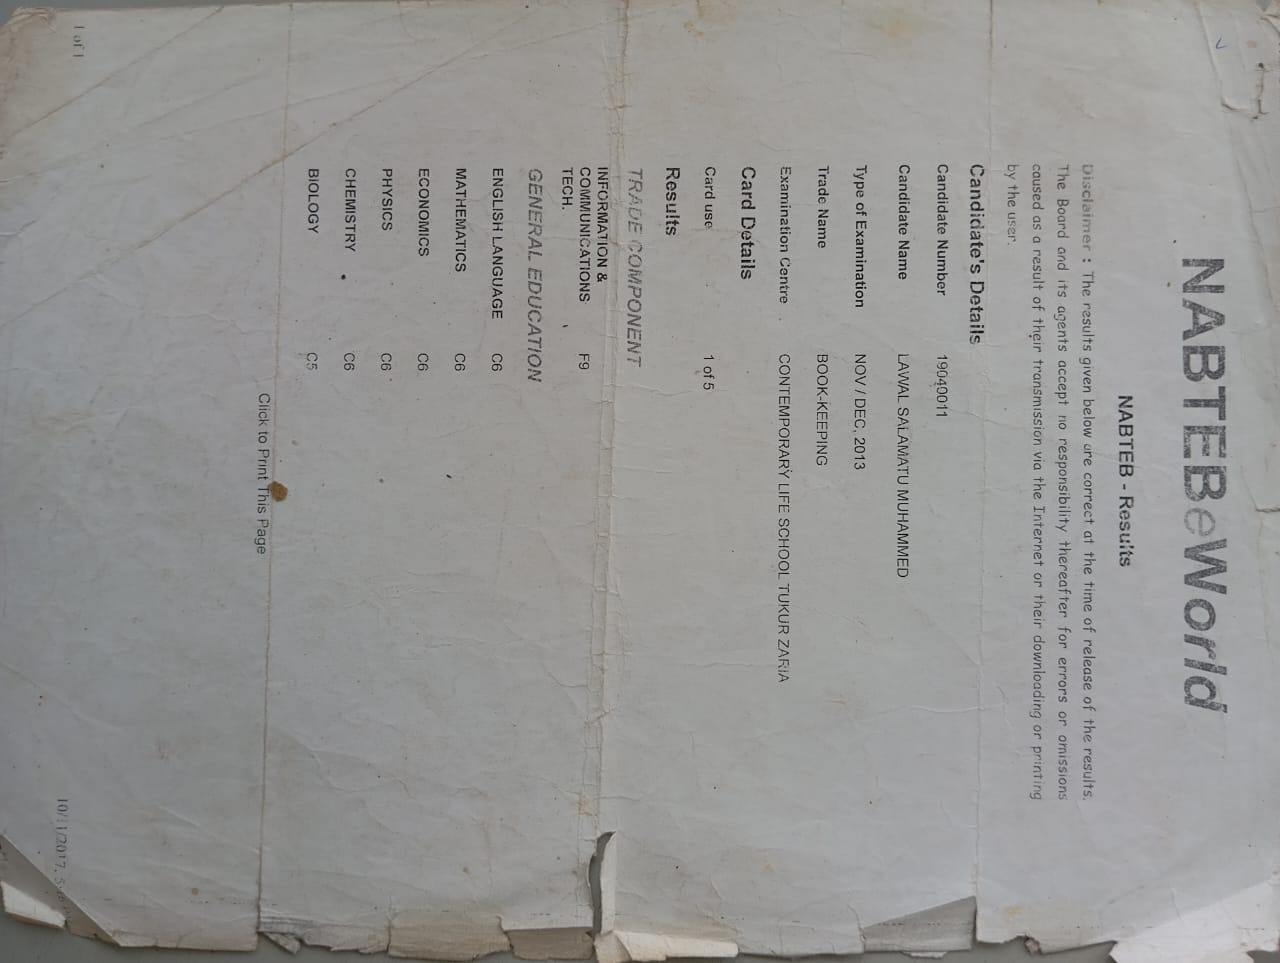 NABTEBeWorld
NABTEB - Results
Disclaimer : The results given below are correct at the time of release of the results.
The Board and its agents accept no responsibility thereafter for errors or omissions
caused as a result of their transmission via the Internet or their downloading or printing
by the user.
Candidate's Details
Candidate Number 19040011
Candidate Name LAWAL SALAMATU MUHAMMED
Type of Examination NOV / DEC, 2013
Trade Name BOOK-KEEPING
Examination Centre CONTEMPORARY LIFE SCHOOL TUKUR ZARIA
Card Details
Card use 1 of 5
Results
TRADE COMPONENT
INFORMATION &
COMMUNICATIONS F9
TECH.
GENERAL EDUCATION
ENGLISH LANGUAGE C6
MATHEMATICS C6
ECONOMICS C6
PHYSICS C6
CHEMISTRY C6
BIOLOGY C5
Click to Print This Page
1 of 1
10/11/2017,